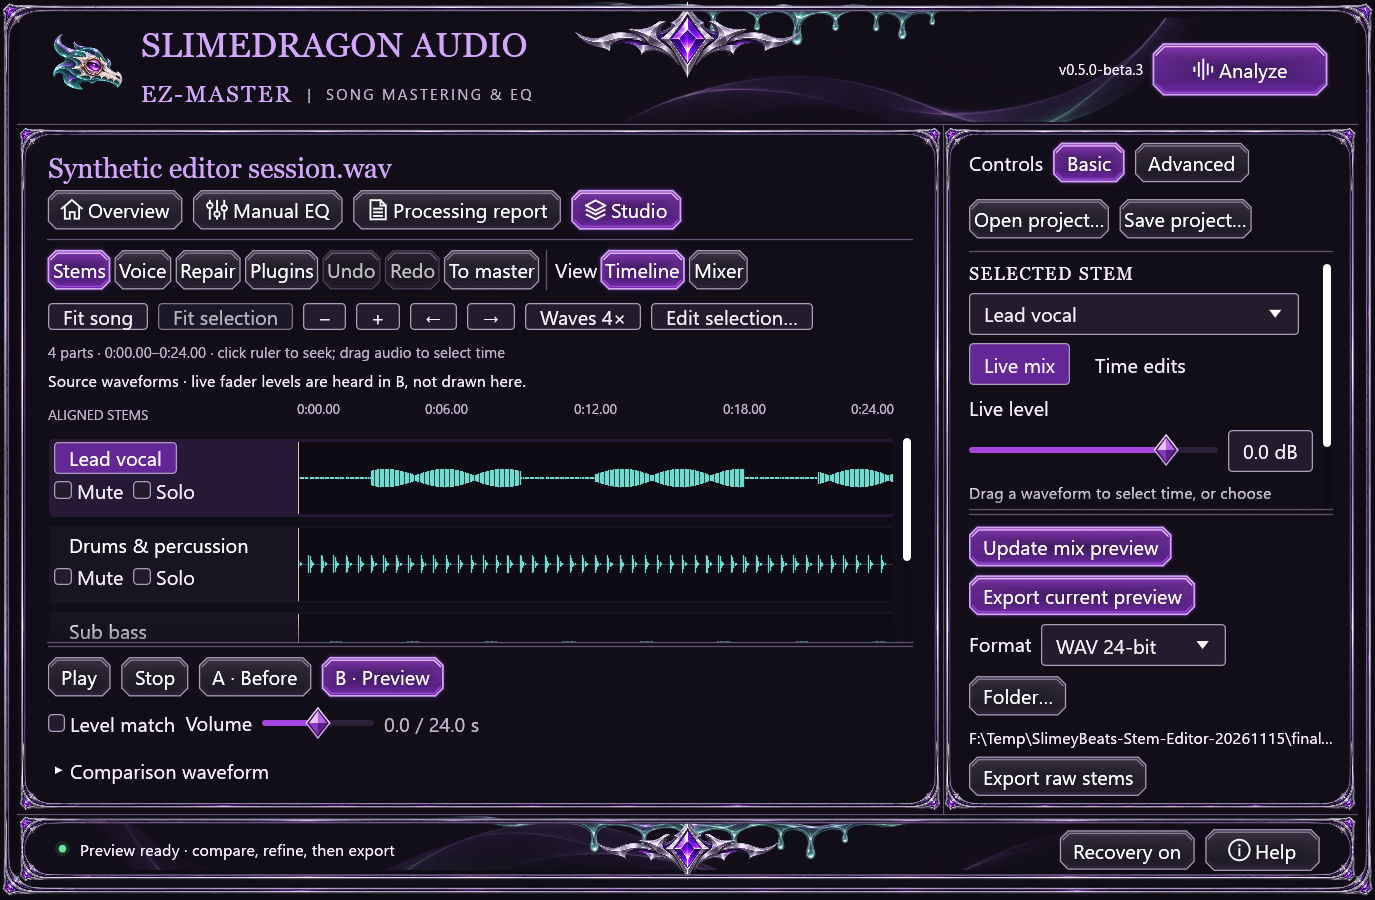 SLIMEDRAGON AUDIO
EZ-MASTER | SONG MASTERING & EQ
v0.5.0-beta.3
Analyze
Synthetic editor session.wav
Overview
Manual EQ
Processing report
Studio
Stems
Voice
Repair
Plugins
Undo
Redo
To master
View
Timeline
Mixer
Fit song
Fit selection
−
+
←
→
Waves 4×
Edit selection...
4 parts · 0:00.00–0:24.00 · click ruler to seek; drag audio to select time
Source waveforms · live fader levels are heard in B, not drawn here.
ALIGNED STEMS
0:00.00
0:06.00
0:12.00
0:18.00
0:24.00
Lead vocal
Mute
Solo
Drums & percussion
Mute
Solo
Sub bass
Play
Stop
A · Before
B · Preview
Level match
Volume
0.0 / 24.0 s
Comparison waveform
Controls
Basic
Advanced
Open project...
Save project...
SELECTED STEM
Lead vocal
Live mix
Time edits
Live level
0.0 dB
Drag a waveform to select time, or choose
Update mix preview
Export current preview
Format
WAV 24-bit
Folder...
F:\Temp\SlimeyBeats-Stem-Editor-20261115\final...
Export raw stems
Preview ready · compare, refine, then export
Recovery on
Help